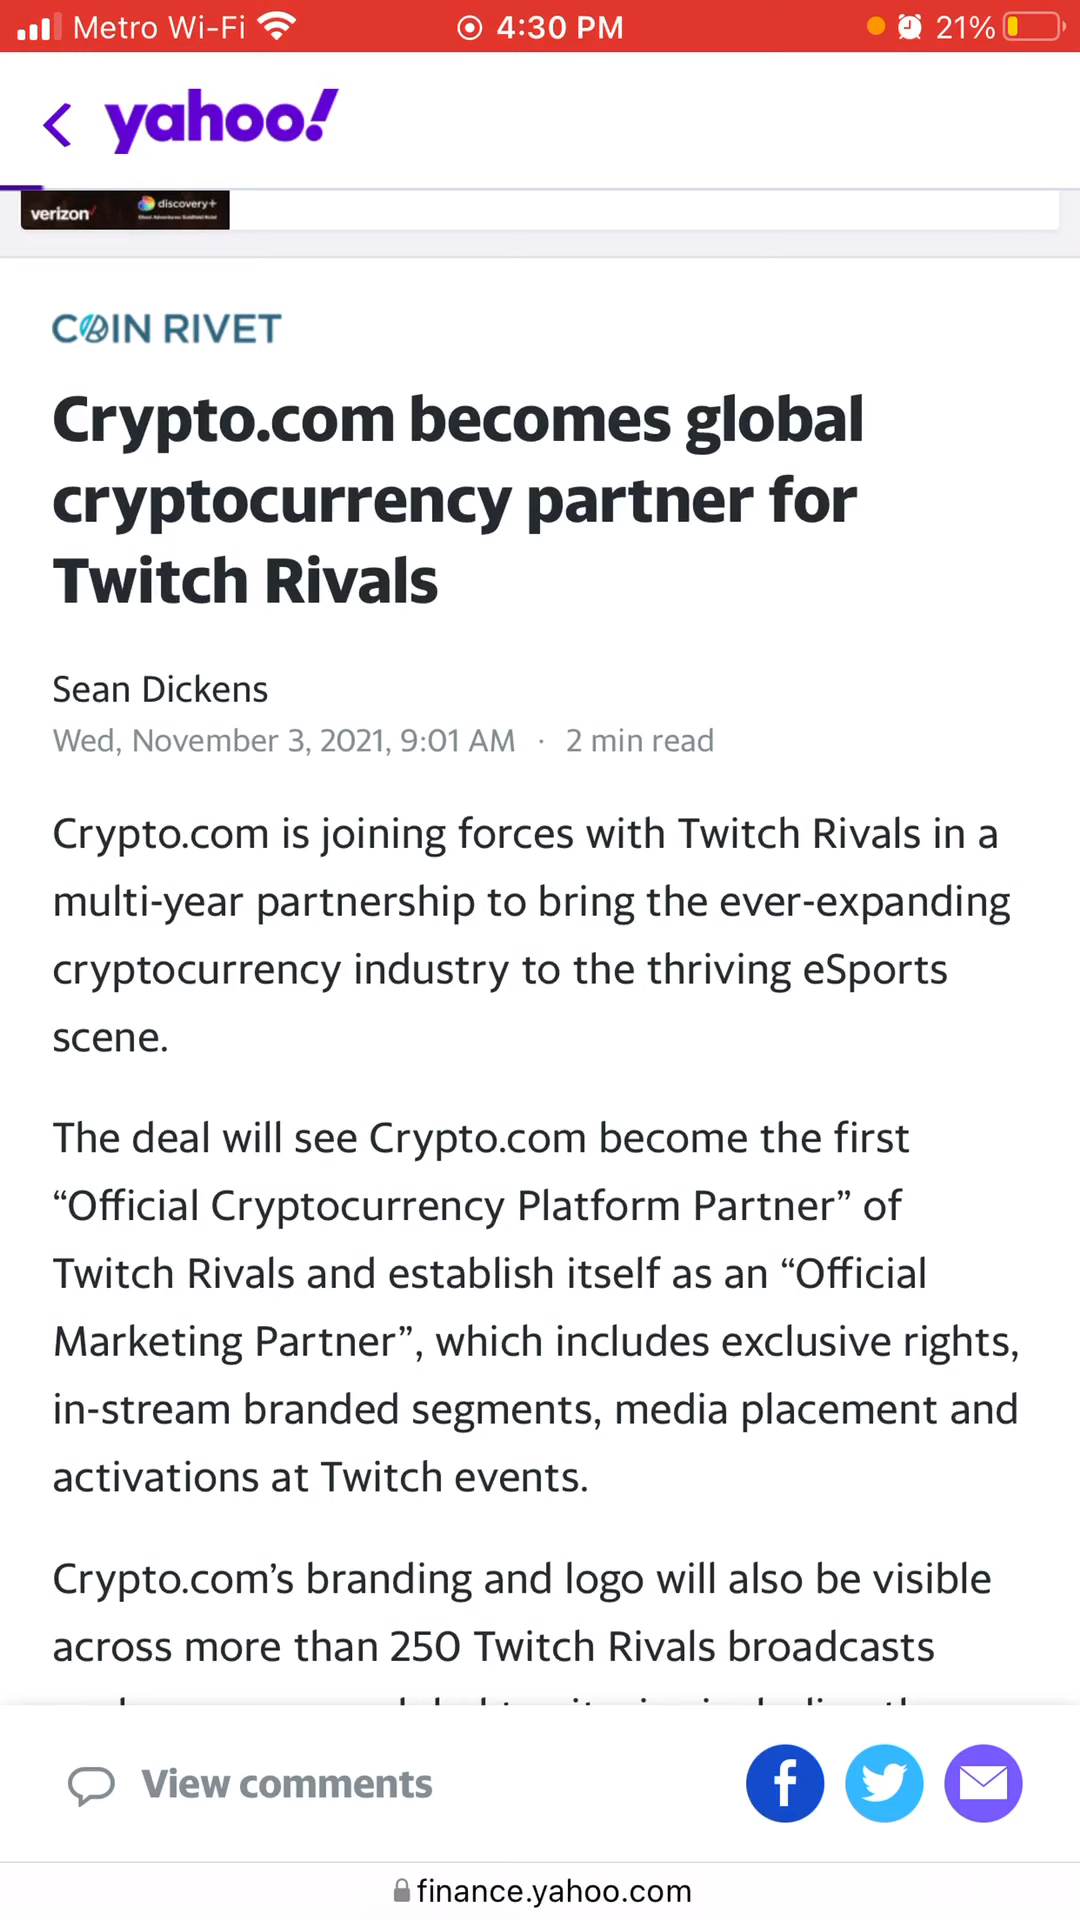 Metro Wi-Fi 4:30 PM 21%
yahoo!
verizon discovery+
COIN RIVET
Crypto.com becomes global
cryptocurrency partner for
Twitch Rivals
Sean Dickens
Wed, November 3, 2021, 9:01 AM · 2 min read
Crypto.com is joining forces with Twitch Rivals in a
multi-year partnership to bring the ever-expanding
cryptocurrency industry to the thriving eSports
scene.
The deal will see Crypto.com become the first
“Official Cryptocurrency Platform Partner” of
Twitch Rivals and establish itself as an “Official
Marketing Partner”, which includes exclusive rights,
in-stream branded segments, media placement and
activations at Twitch events.
Crypto.com’s branding and logo will also be visible
across more than 250 Twitch Rivals broadcasts
View comments
finance.yahoo.com